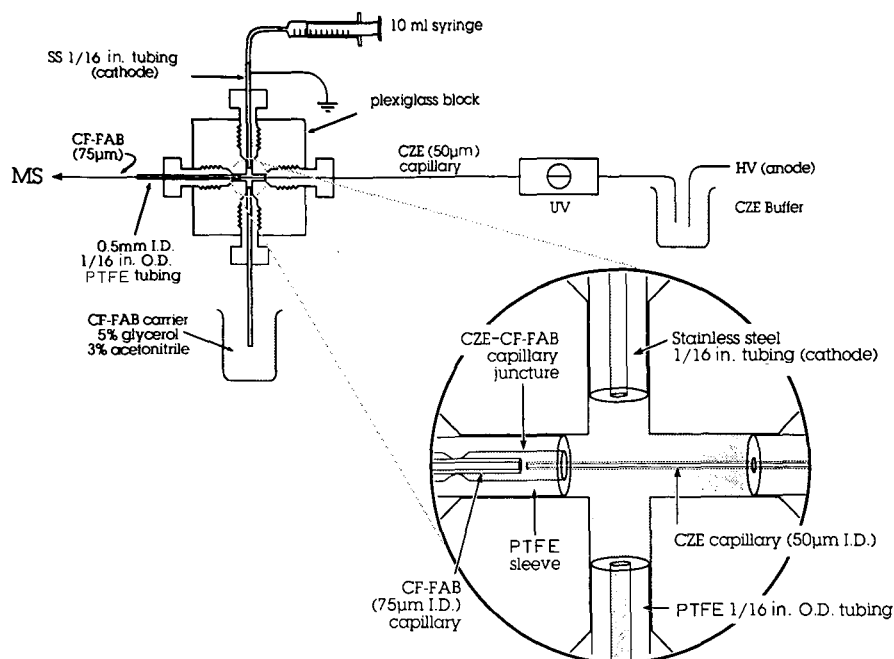 10 ml syringe
SS 1/16 in. tubing
(cathode)
plexiglass block
CF-FAB
(75µm)
MS
CZE (50µm)
capillary
UV
HV (anode)
CZE Buffer
0.5mm I.D.
1/16 in. O.D.
PTFE tubing
CF-FAB carrier
5% glycerol
3% acetonitrile
CZE-CF-FAB
capillary
juncture
Stainless steel
1/16 in. tubing (cathode)
PTFE
sleeve
CZE capillary (50µm I.D.)
CF-FAB
(75µm I.D.)
capillary
PTFE 1/16 in. O.D. tubing